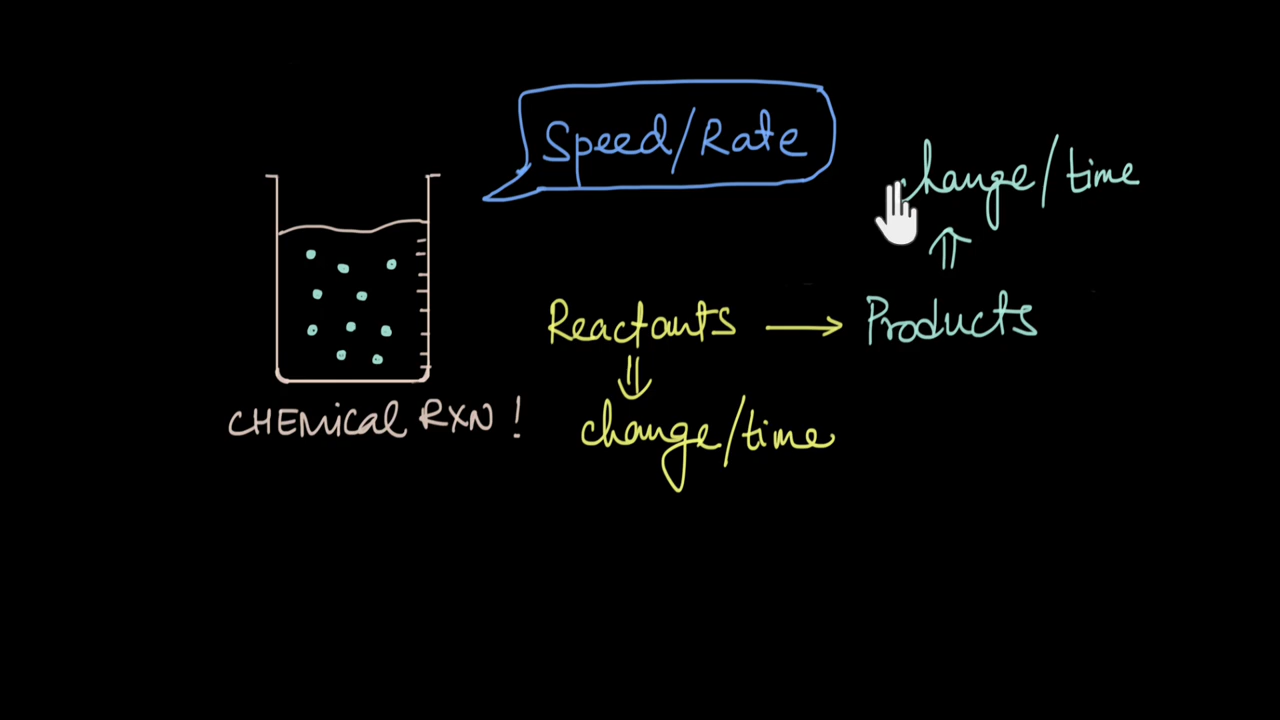 Speed/Rate
change/time
Reactants → Products
change/time
CHEMICAL RXN!